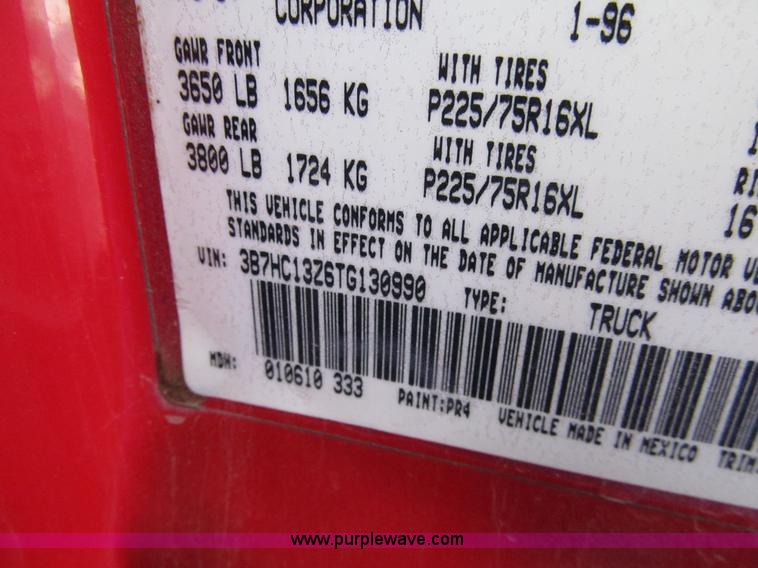 CORPORATION 1-96
GAWR FRONT WITH TIRES
3650 LB 1656 KG P225/75R16XL
GAWR REAR WITH TIRES
3800 LB 1724 KG P225/75R16XL 16
THIS VEHICLE CONFORMS TO ALL APPLICABLE FEDERAL MOTOR
STANDARDS IN EFFECT ON THE DATE OF MANUFACTURE SHOWN
VIN: 3B7HC13Z6TG130990 TYPE: TRUCK
MDH: 010610 333 PAINT:PR4 VEHICLE MADE IN MEXICO TRIM:
www.purplewave.com